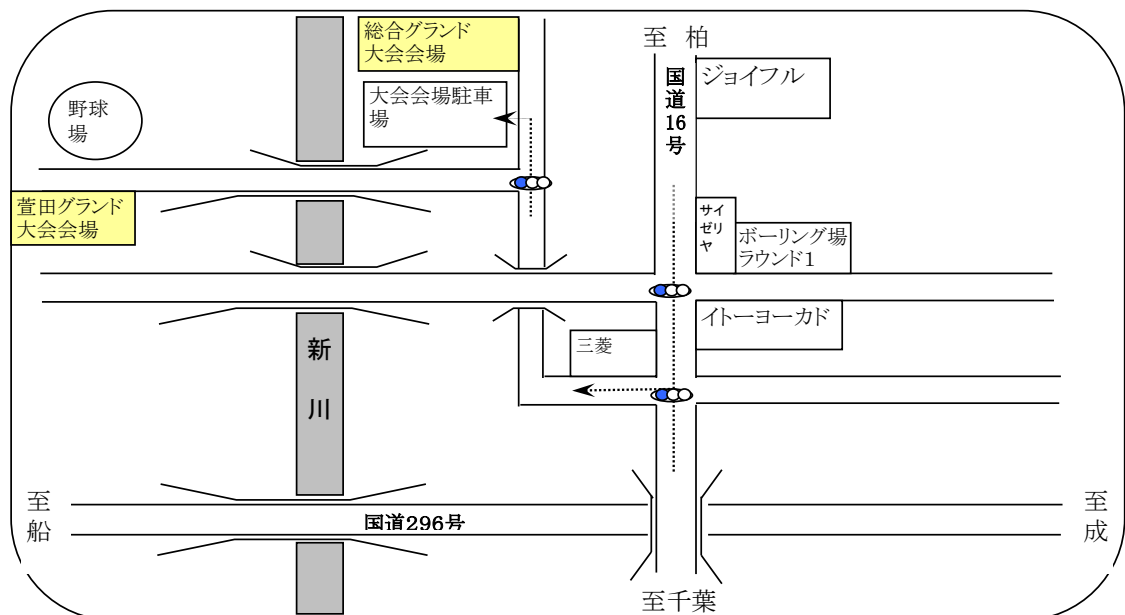 総合グランド
大会会場
至 柏
国道16号
ジョイフル
大会会場駐車
場
野球
場
萱田グランド
大会会場
サイ
ゼリ
ヤ
ボーリング場
ラウンド1
イトーヨーカド
三菱
新川
至船
国道296号
至成
至千葉